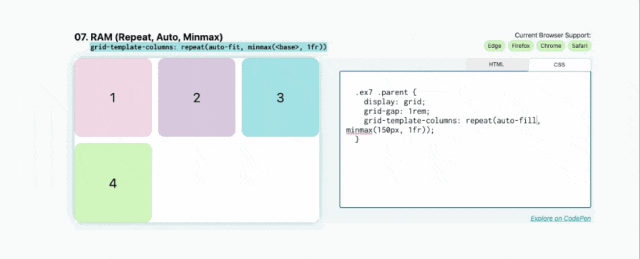 07. RAM (Repeat, Auto, Minmax)
grid-template-columns: repeat(auto-fit, minmax(<base>, 1fr))
Current Browser Support:
Edge Firefox Chrome Safari
1 2 3
4
HTML CSS
.ex7 .parent {
display: grid;
grid-gap: 1rem;
grid-template-columns: repeat(auto-fill,
minmax(150px, 1fr));
}
Explore on CodePen